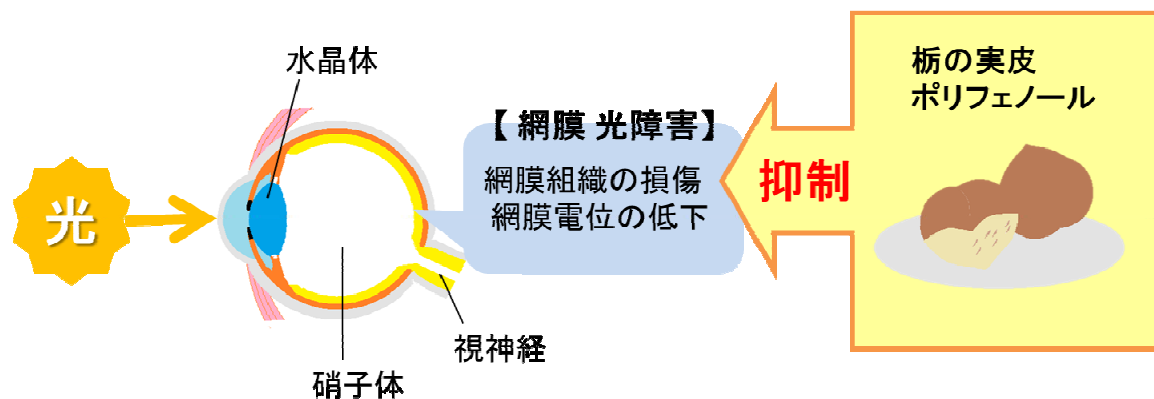 光
水晶体
硝子体
視神経
【 網膜 光障害】
網膜組織の損傷
網膜電位の低下
抑制
栃の実皮
ポリフェノール